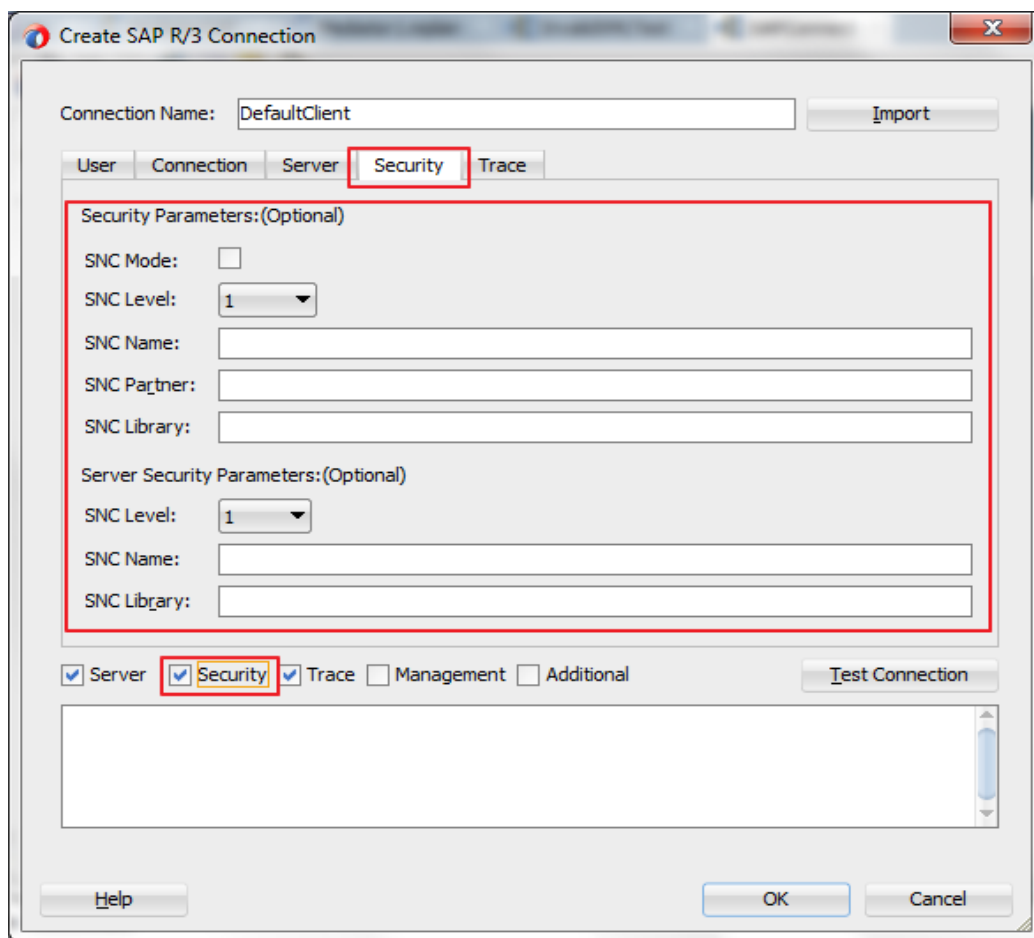 Create SAP R/3 Connection
Connection Name: DefaultClient Import
User Connection Server Security Trace
Security Parameters:(Optional)
SNC Mode:
SNC Level: 1
SNC Name:
SNC Partner:
SNC Library:
Server Security Parameters:(Optional)
SNC Level: 1
SNC Name:
SNC Library:
Server Security Trace Management Additional Test Connection
Help OK Cancel